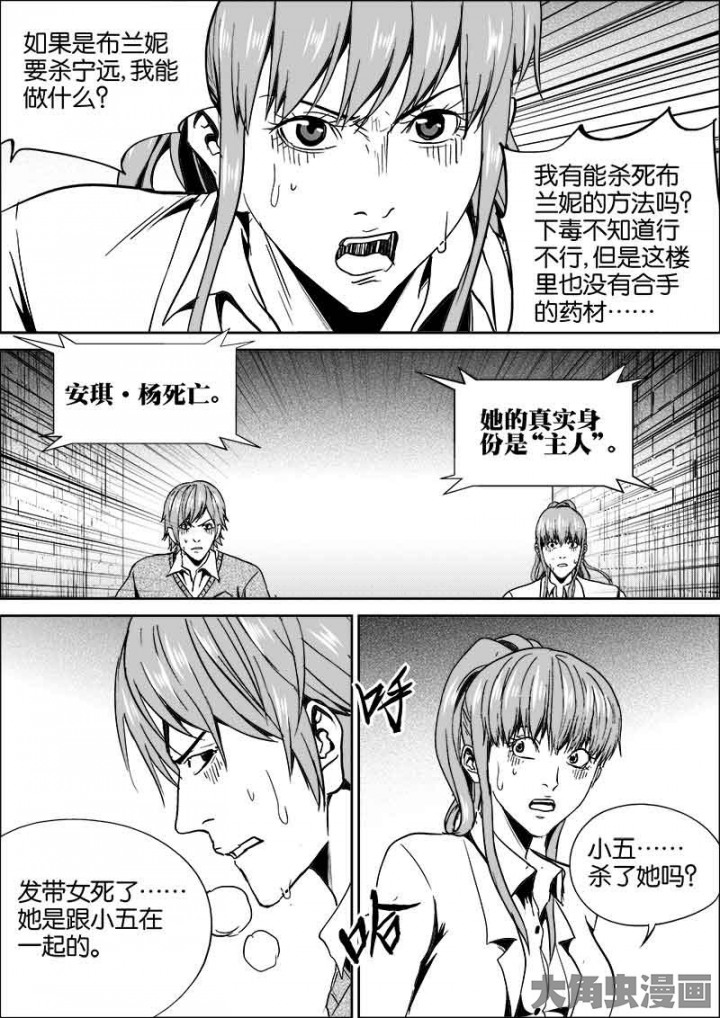 如果是布兰妮
要杀宁远,我能
做什么?
我有能杀死布
兰妮的方法吗?
下毒不知道行
不行,但是这楼
里也没有合手
的药材……
安琪·杨死亡。
她的真实身
份是“主人”。
发带女死了……
她是跟小五在
一起的。
呼
哈
小五……
杀了她吗?
大角虫漫画